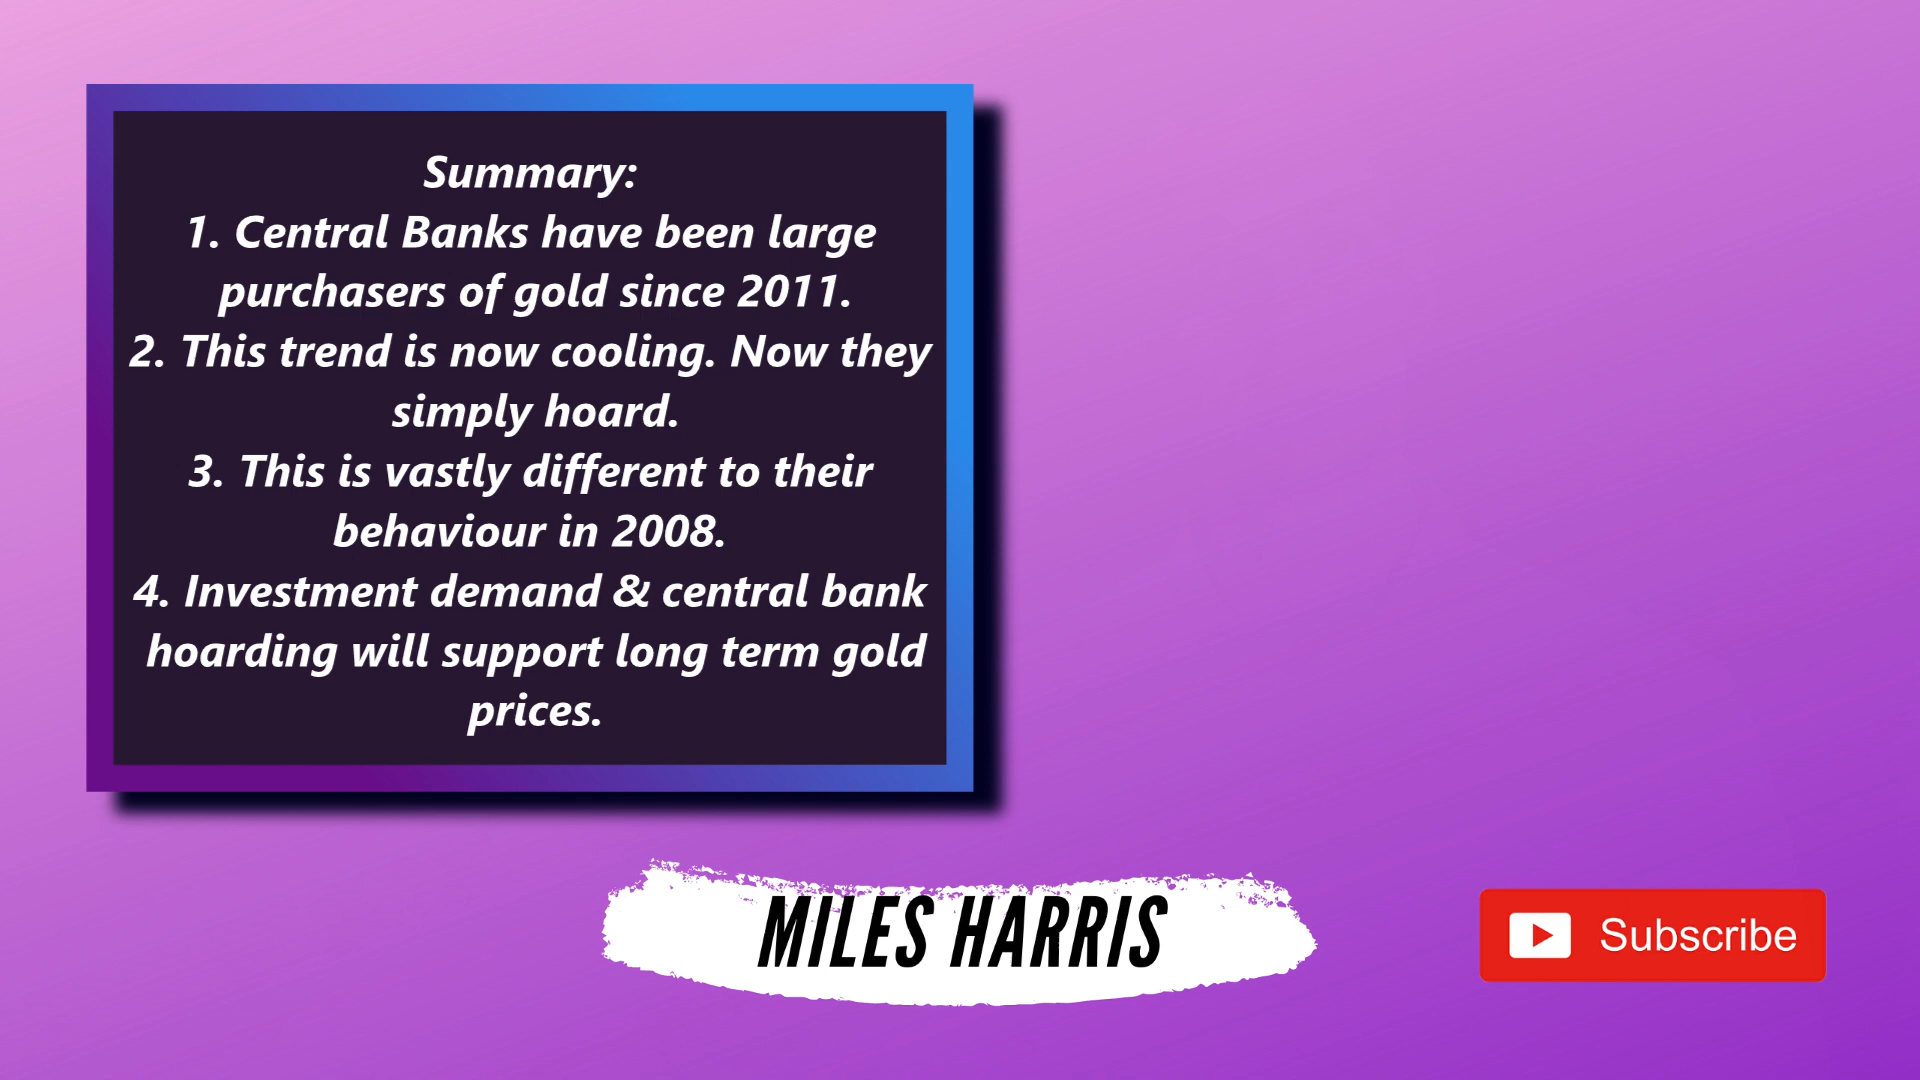 Summary:
1. Central Banks have been large
purchasers of gold since 2011.
2. This trend is now cooling. Now they
simply hoard.
3. This is vastly different to their
behaviour in 2008.
4. Investment demand & central bank
hoarding will support long term gold
prices.
MILES HARRIS
Subscribe